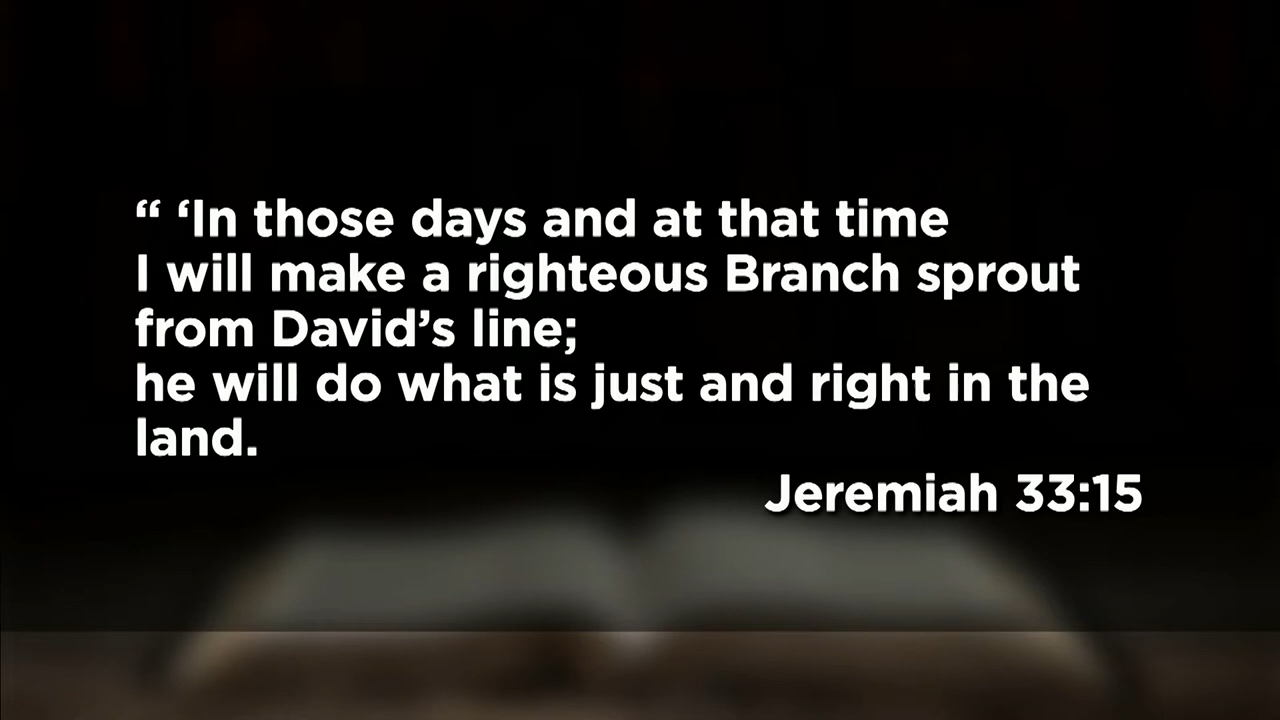 “ ‘In those days and at that time
I will make a righteous Branch sprout
from David’s line;
he will do what is just and right in the
land.
Jeremiah 33:15